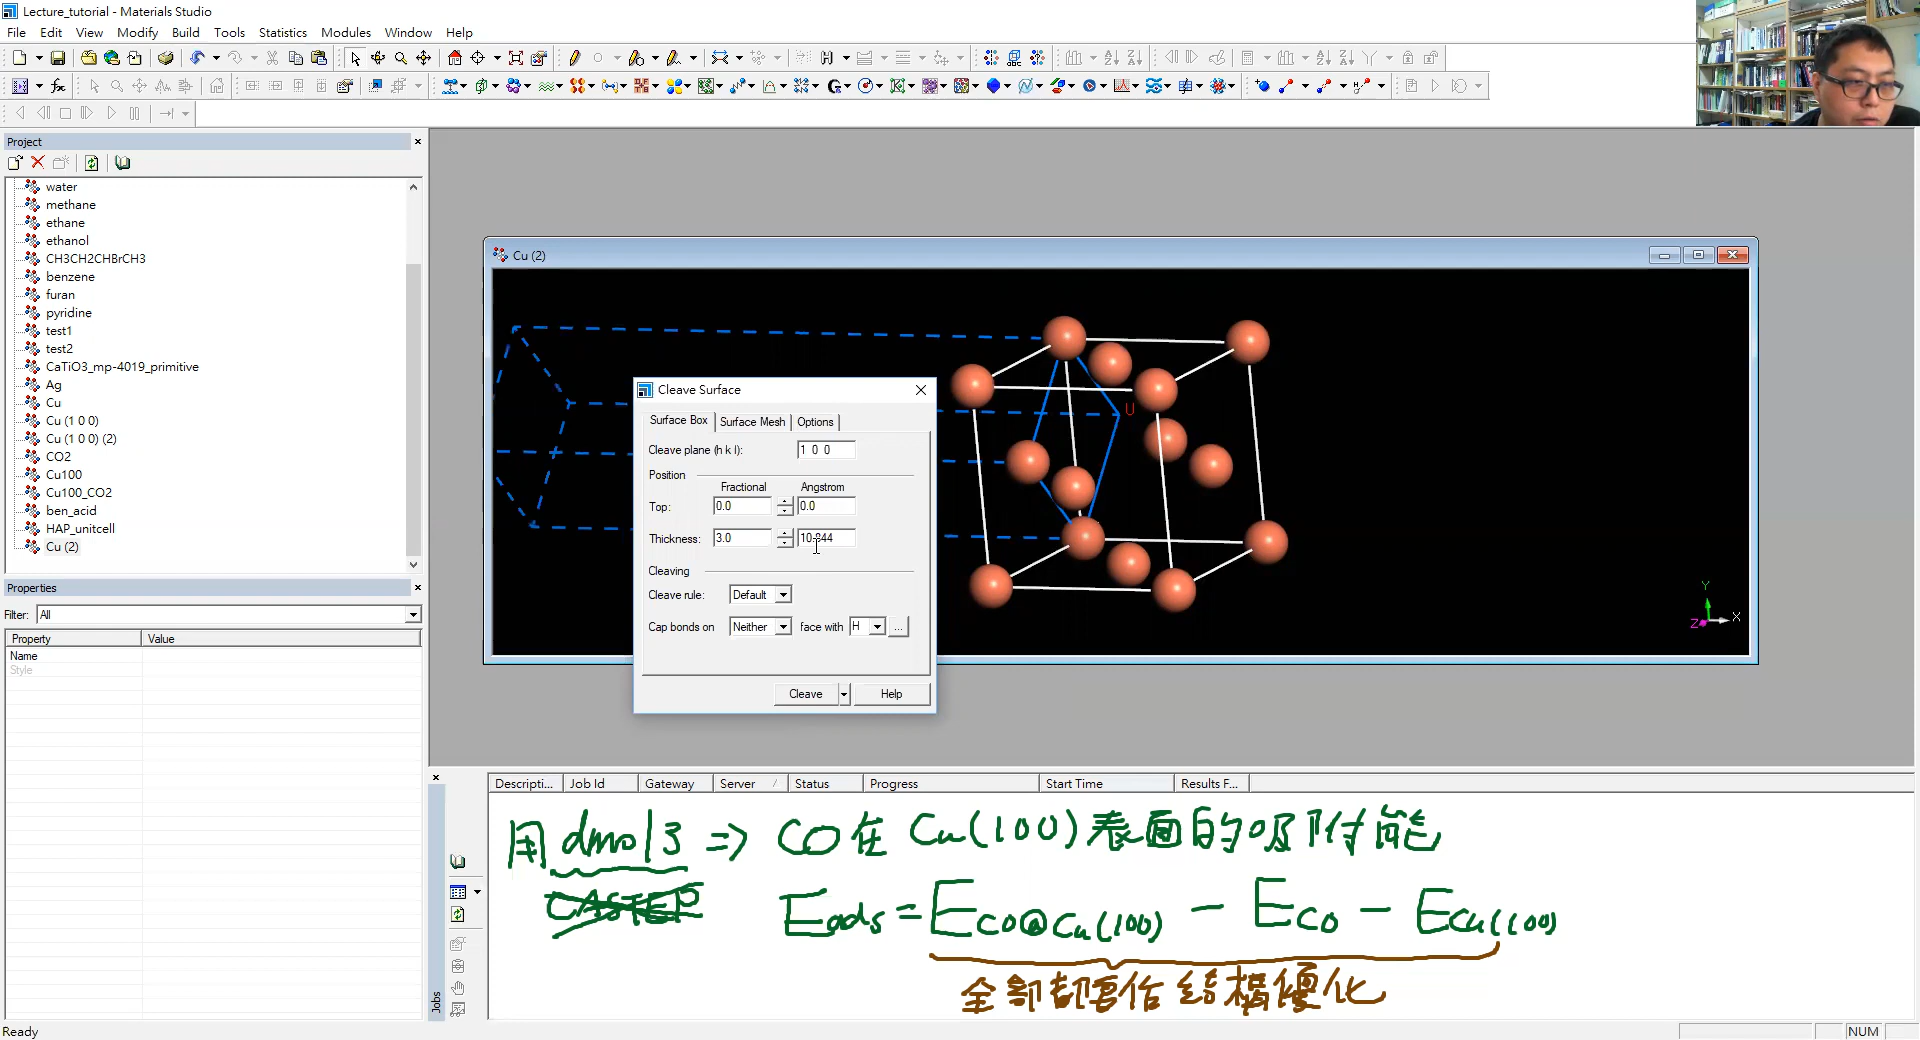 Lecture_tutorial - Materials Studio
File Edit View Modify Build Tools Statistics Modules Window Help
Project
water
methane
ethane
ethanol
CH3CH2CHBrCH3
benzene
furan
pyridine
test1
test2
CaTiO3_mp-4019_primitive
Ag
Cu
Cu (1 0 0)
Cu (1 0 0) (2)
CO2
Cu100
Cu100_CO2
ben_acid
HAP_unitcell
Cu (2)
Properties
Filter: All
Property Value
Name
Style
Cu (2)
U
Y
X
Z
Cleave Surface
Surface Box Surface Mesh Options
Cleave plane (h k l): 1 0 0
Position
Fractional Angstrom
Top: 0.0 0.0
Thickness: 3.0 10.844
Cleaving
Cleave rule: Default
Cap bonds on Neither face with H ...
Cleave Help
Descripti... Job Id Gateway Server / Status Progress Start Time Results F...
Jobs
用 dmol3 => CO在 Cu(100)表面的吸附能
CASTEP
Eads = ECO@Cu(100) - ECO - ECu(100)
全部都要作結構優化
Ready
NUM